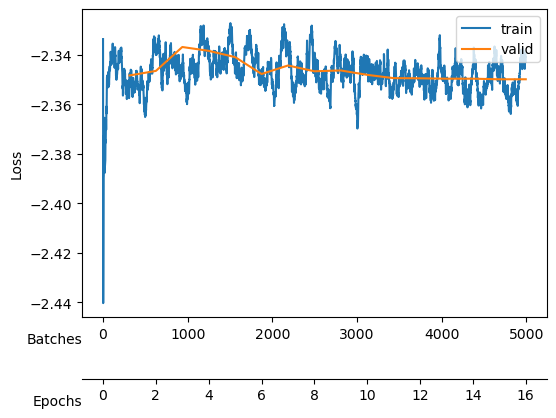 train
valid
−2.34
−2.36
−2.38
−2.40
−2.42
−2.44
Loss
Batches 0 1000 2000 3000 4000 5000
Epochs 0 2 4 6 8 10 12 14 16